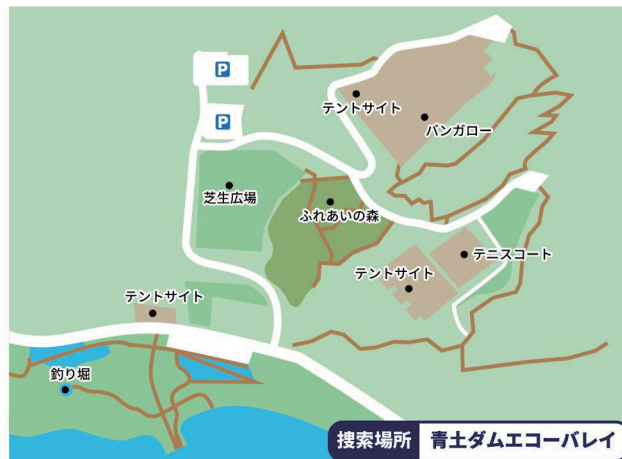 P
テントサイト
P
バンガロー
芝生広場
ふれあいの森
テニスコート
テントサイト
テントサイト
釣り堀
捜索場所 青土ダムエコーバレイ